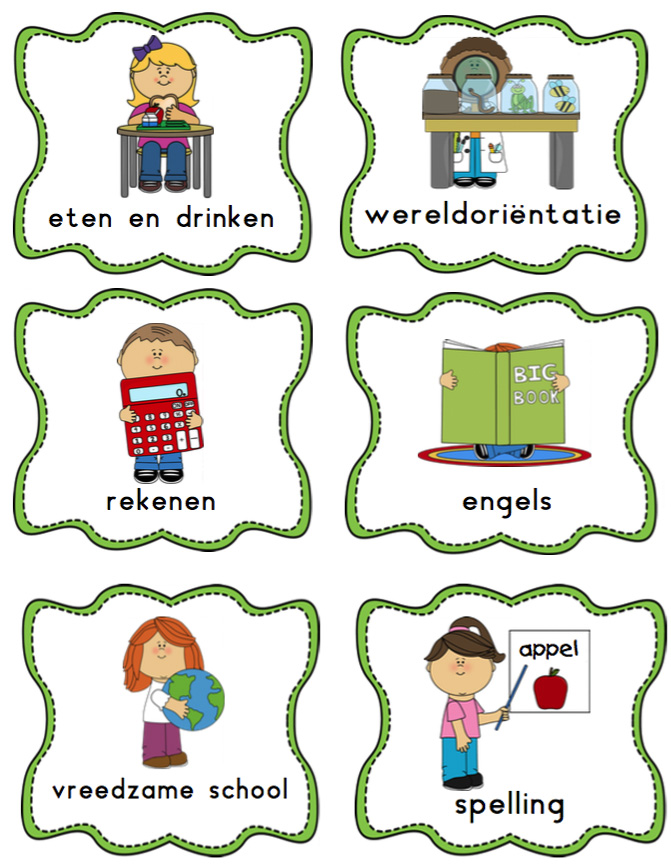 eten en drinken
wereldoriëntatie
rekenen
BIG
BOOK
engels
vreedzame school
appel
spelling